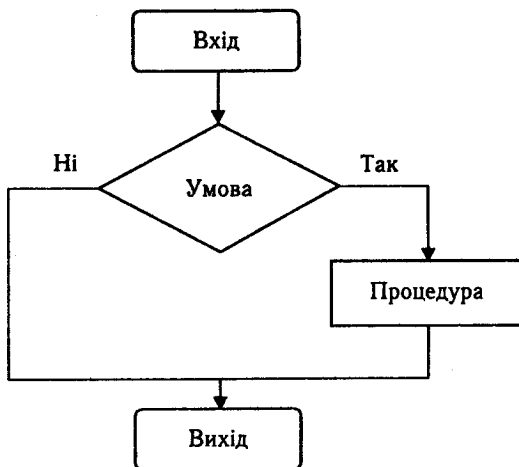 Вхід
Ні
Так
Умова
Процедура
Вихід